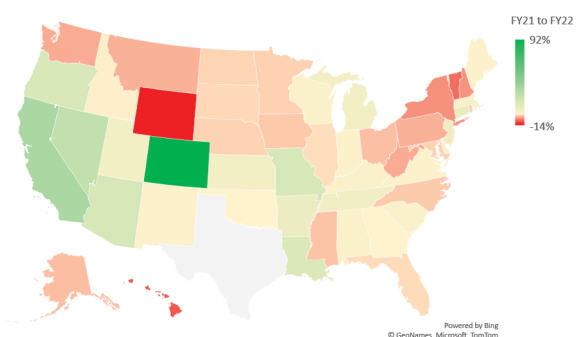 FY21 to FY22
92%
-14%
Powered by Bing
© GeoNames, Microsoft, TomTom